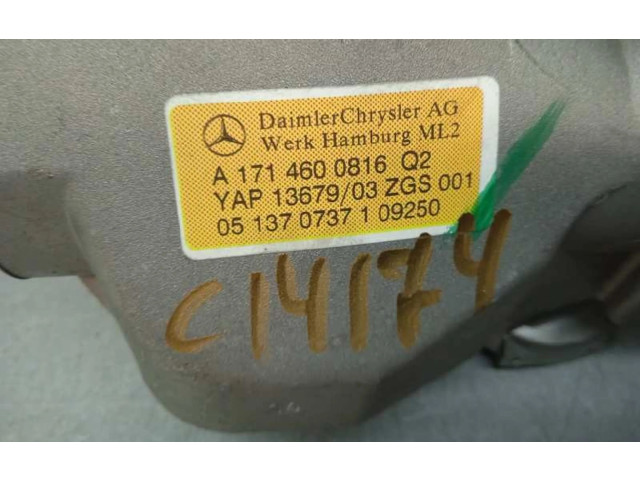 DaimlerChrysler AG
Werk Hamburg ML2
A 171 460 0816 Q2
YAP 13679/03 ZGS 001
05 137 0737 1 09250
C14174